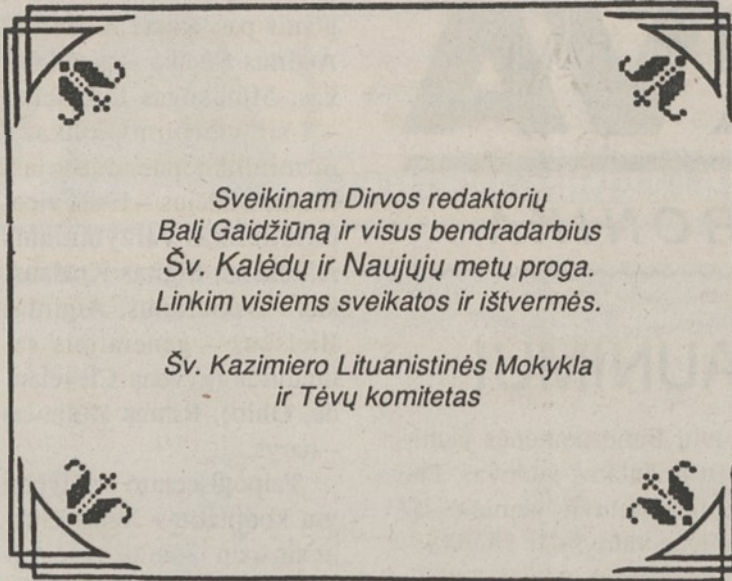 Sveikinam Dirvos redaktorių
Balį Gaidžiūną ir visus bendradarbius
Šv. Kalėdų ir Naujųjų metų proga.
Linkim visiems sveikatos ir ištvermės.
Šv. Kazimiero Lituanistinės Mokykla
ir Tėvų komitetas